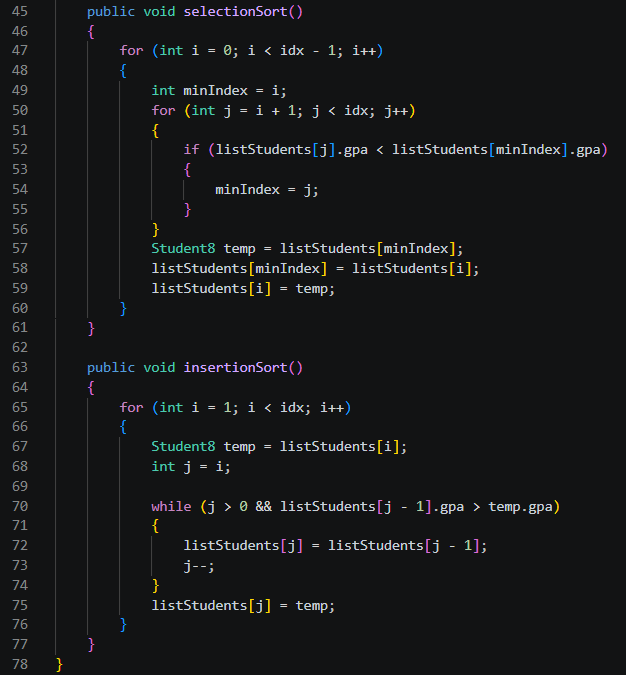 45 public void selectionSort()
46 {
47 for (int i = 0; i < idx - 1; i++)
48 {
49 int minIndex = i;
50 for (int j = i + 1; j < idx; j++)
51 {
52 if (listStudents[j].gpa < listStudents[minIndex].gpa)
53 {
54 minIndex = j;
55 }
56 }
57 Student8 temp = listStudents[minIndex];
58 listStudents[minIndex] = listStudents[i];
59 listStudents[i] = temp;
60 }
61 }
62
63 public void insertionSort()
64 {
65 for (int i = 1; i < idx; i++)
66 {
67 Student8 temp = listStudents[i];
68 int j = i;
69
70 while (j > 0 && listStudents[j - 1].gpa > temp.gpa)
71 {
72 listStudents[j] = listStudents[j - 1];
73 j--;
74 }
75 listStudents[j] = temp;
76 }
77 }
78 }